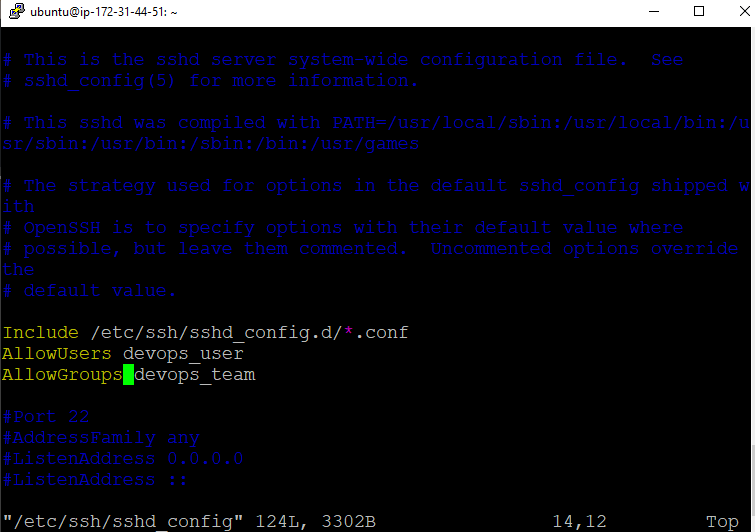 ubuntu@ip-172-31-44-51: ~
# This is the sshd server system-wide configuration file.  See
# sshd_config(5) for more information.
# This sshd was compiled with PATH=/usr/local/sbin:/usr/local/bin:/u
sr/sbin:/usr/bin:/sbin:/bin:/usr/games
# The strategy used for options in the default sshd_config shipped w
ith
# OpenSSH is to specify options with their default value where
# possible, but leave them commented.  Uncommented options override
the
# default value.
Include /etc/ssh/sshd_config.d/*.conf
AllowUsers devops_user
AllowGroups devops_team
#Port 22
#AddressFamily any
#ListenAddress 0.0.0.0
#ListenAddress ::
"/etc/ssh/sshd_config" 124L, 3302B 14,12 Top